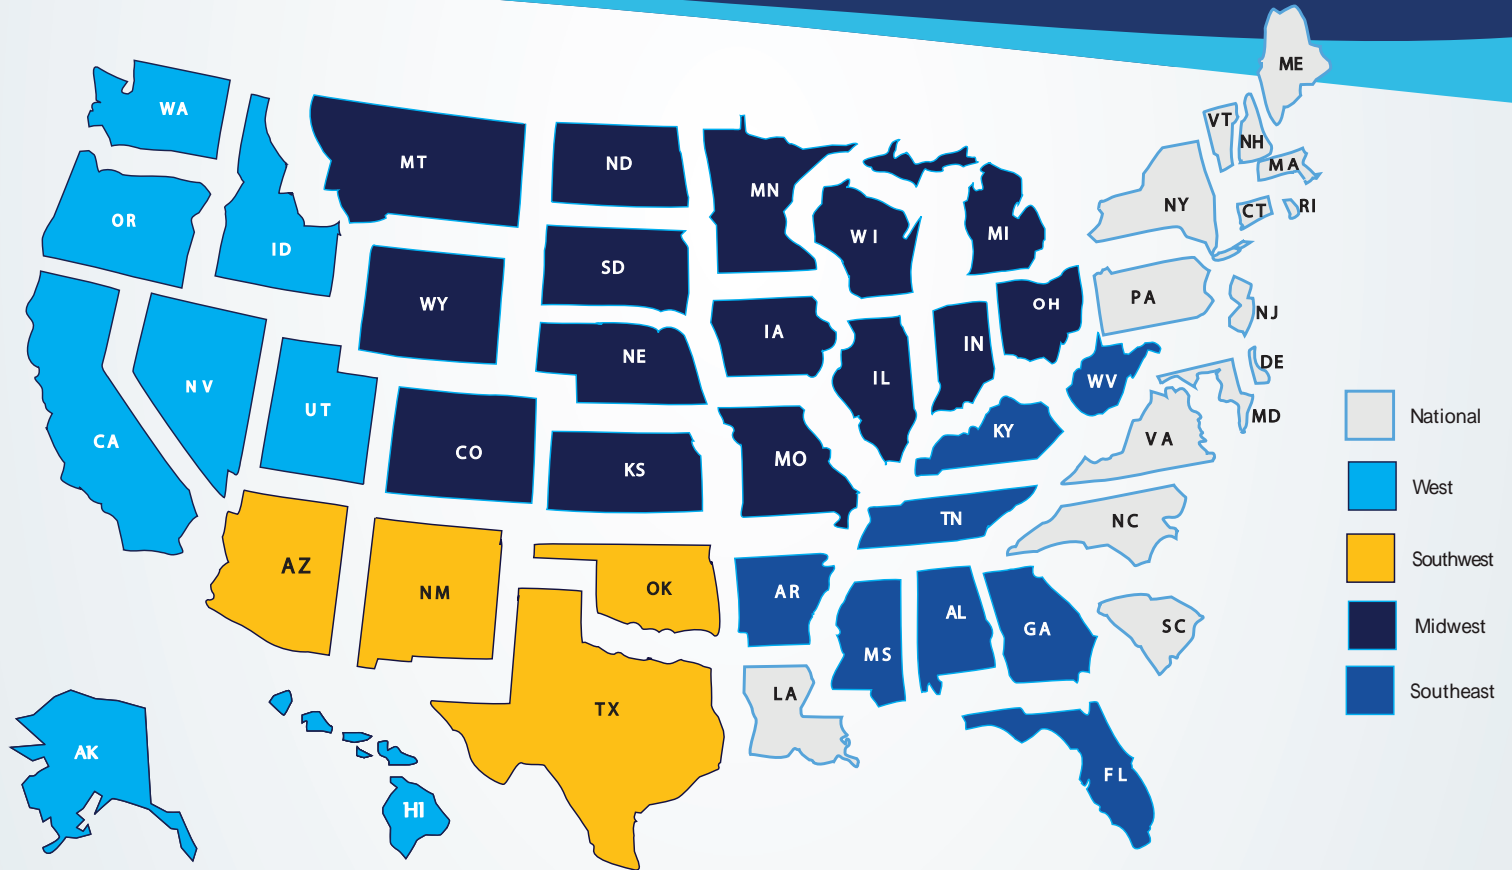 ME
WA
VT
NH
MT
ND
MA
MN
OR
NY
CT
RI
ID
WI
MI
SD
PA
WY
OH
NJ
IA
IN
NE
DE
NV
IL
WV
UT
National
MD
CA
KY
VA
CO
KS
MO
West
TN
NC
Southwest
AZ
OK
NM
AR
AL
GA
SC
Midwest
MS
LA
Southeast
TX
AK
FL
HI